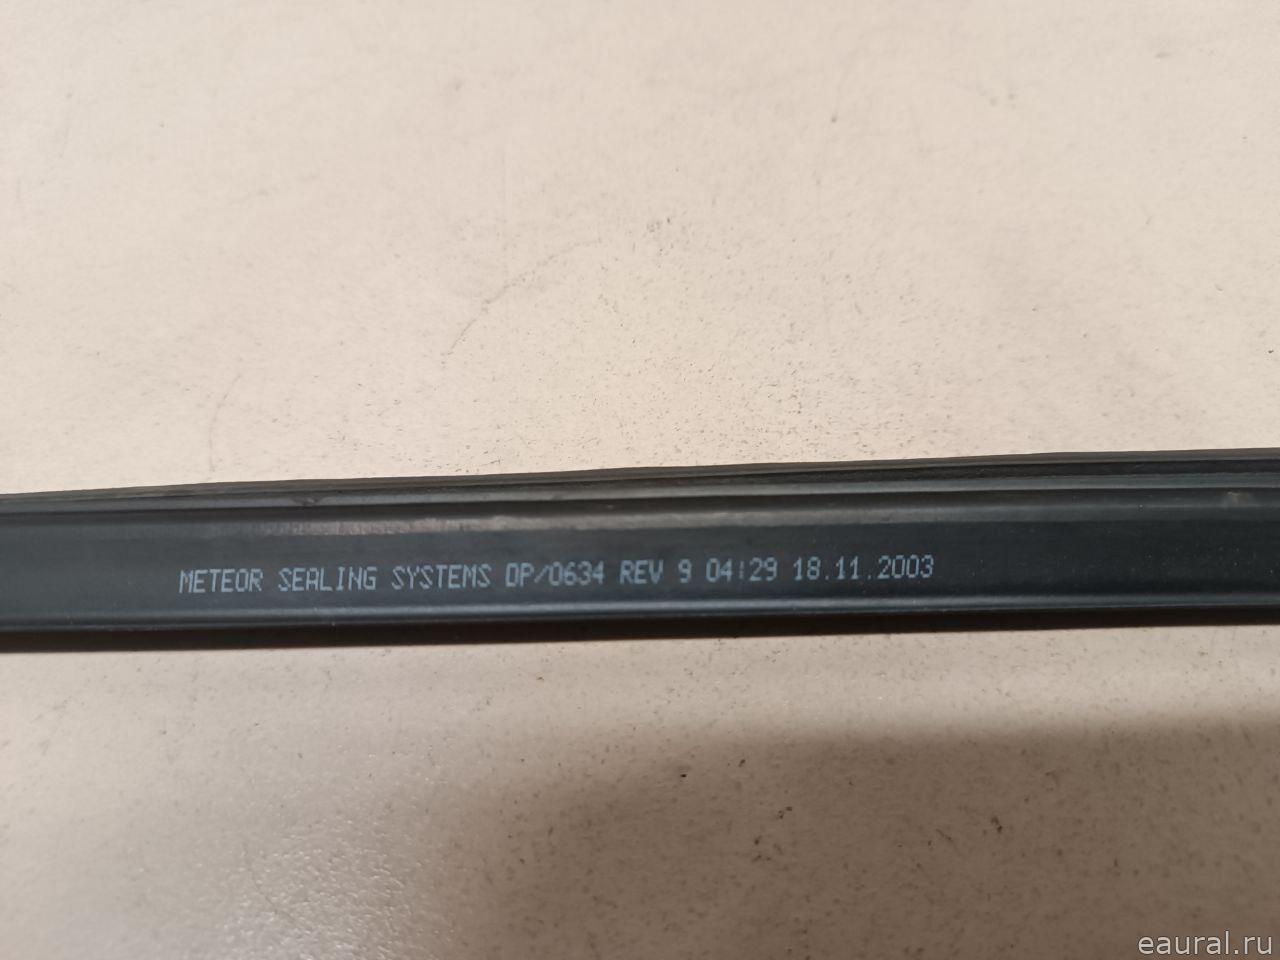 METEOR SEALING SYSTEMS DP/0634 REV 9 04:29 18.11.2003
eaural.ru